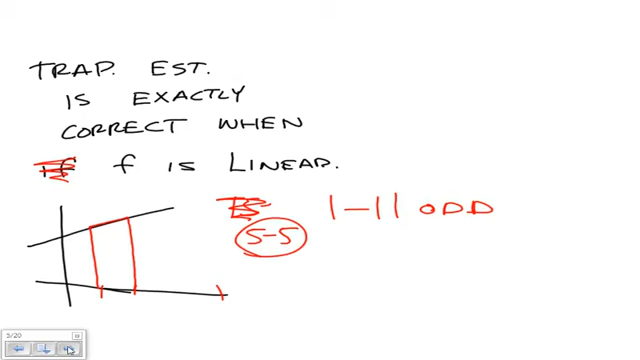 TRAP. EST.
IS EXACTLY
CORRECT WHEN
f IS LINEAR.
1-11 ODD
5-5
5/20